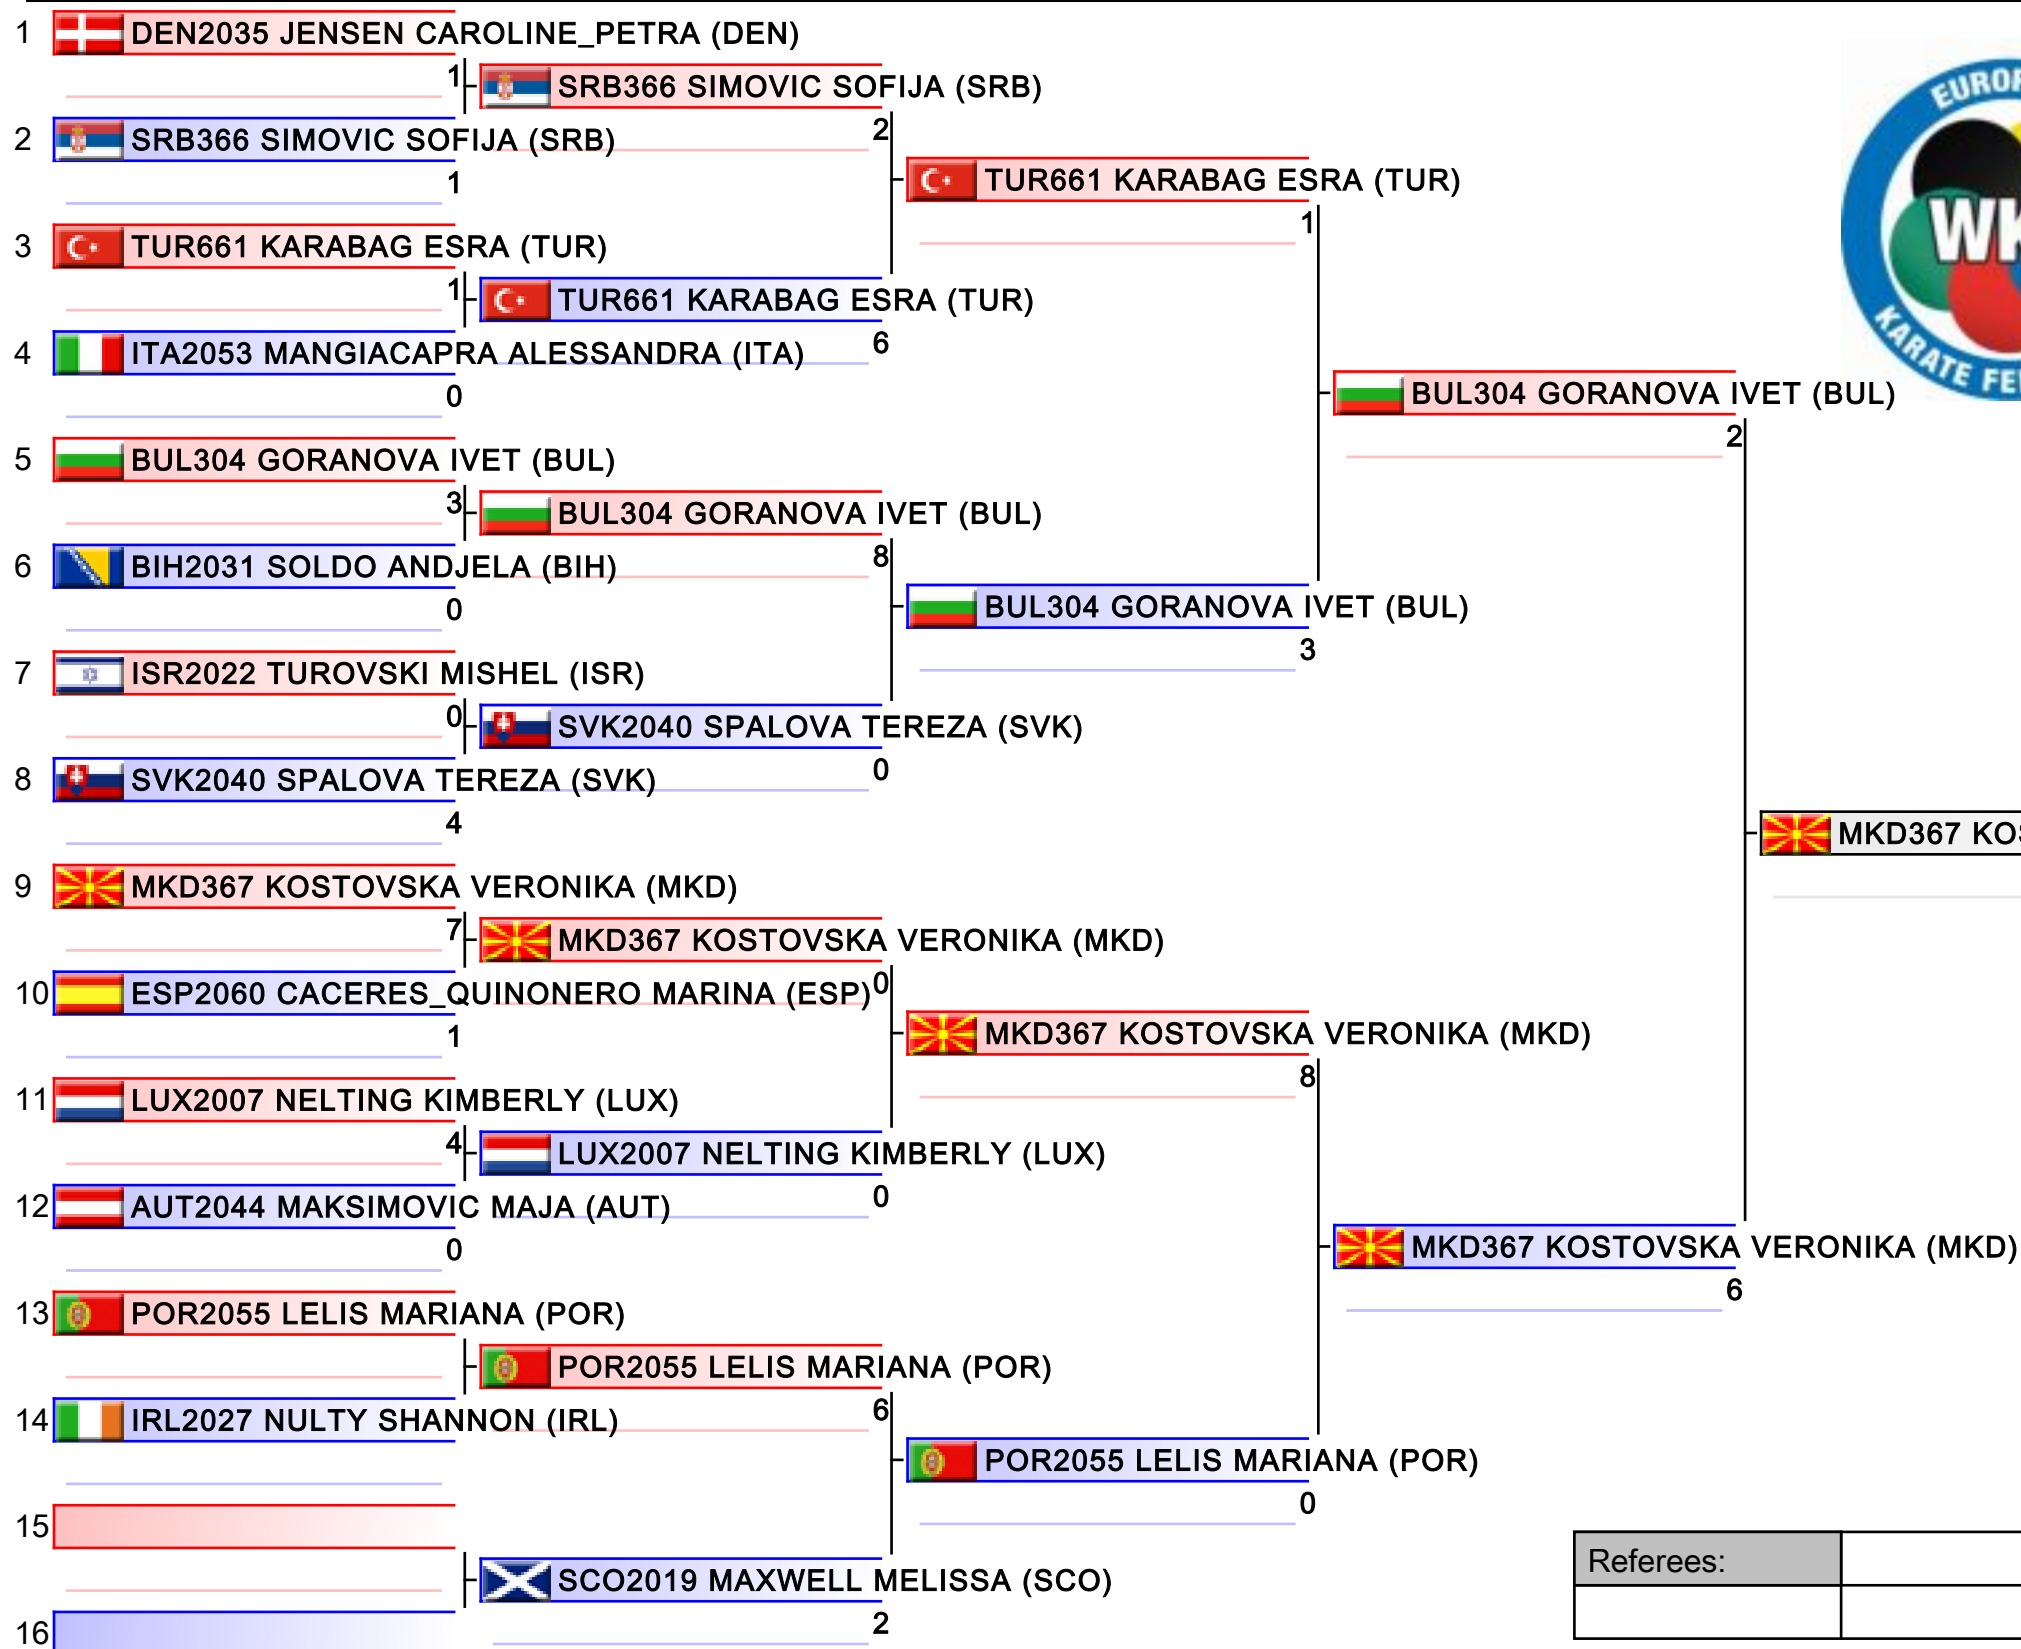 1 DEN2035 JENSEN CAROLINE_PETRA (DEN)
1
SRB366 SIMOVIC SOFIJA (SRB)
2
2 SRB366 SIMOVIC SOFIJA (SRB)
1
TUR661 KARABAG ESRA (TUR)
1
3 TUR661 KARABAG ESRA (TUR)
1
TUR661 KARABAG ESRA (TUR)
6
4 ITA2053 MANGIACAPRA ALESSANDRA (ITA)
0
BUL304 GORANOVA IVET (BUL)
2
5 BUL304 GORANOVA IVET (BUL)
3
BUL304 GORANOVA IVET (BUL)
8
6 BIH2031 SOLDO ANDJELA (BIH)
0
BUL304 GORANOVA IVET (BUL)
3
7 ISR2022 TUROVSKI MISHEL (ISR)
0
SVK2040 SPALOVA TEREZA (SVK)
0
8 SVK2040 SPALOVA TEREZA (SVK)
4
MKD367 KOS
9 MKD367 KOSTOVSKA VERONIKA (MKD)
7
MKD367 KOSTOVSKA VERONIKA (MKD)
0
10 ESP2060 CACERES_QUINONERO MARINA (ESP)
1
MKD367 KOSTOVSKA VERONIKA (MKD)
8
11 LUX2007 NELTING KIMBERLY (LUX)
4
LUX2007 NELTING KIMBERLY (LUX)
0
12 AUT2044 MAKSIMOVIC MAJA (AUT)
0
MKD367 KOSTOVSKA VERONIKA (MKD)
6
13 POR2055 LELIS MARIANA (POR)
POR2055 LELIS MARIANA (POR)
6
14 IRL2027 NULTY SHANNON (IRL)
POR2055 LELIS MARIANA (POR)
0
15
SCO2019 MAXWELL MELISSA (SCO)
2
16
EUROP
WK
KARATE FE
Referees: